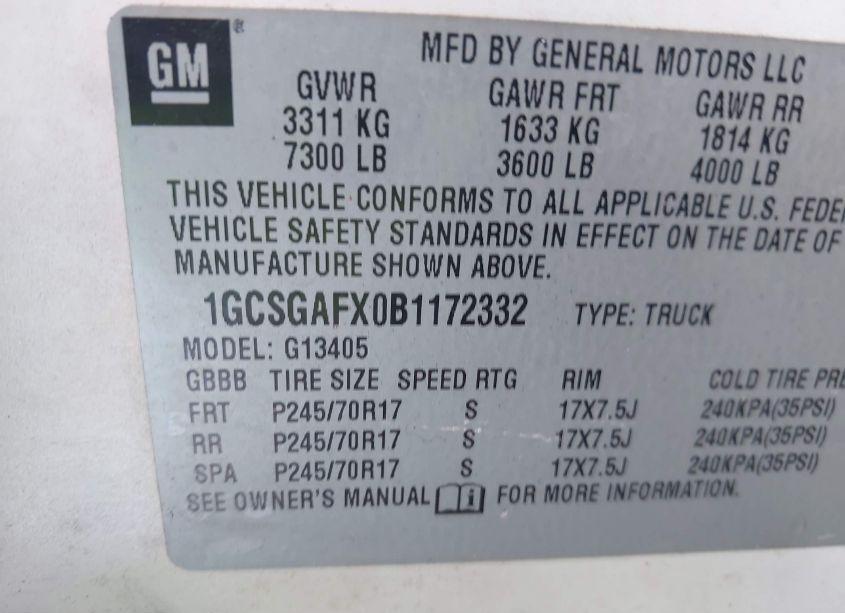 GM®
MFD BY GENERAL MOTORS LLC
GVWR GAWR FRT GAWR RR
3311 KG 1633 KG 1814 KG
7300 LB 3600 LB 4000 LB
THIS VEHICLE CONFORMS TO ALL APPLICABLE U.S.
VEHICLE SAFETY STANDARDS IN EFFECT ON THE DATE OF
MANUFACTURE SHOWN ABOVE.
1GCSGAFX0B1172332 TYPE: TRUCK
MODEL: G13405
GBBB TIRE SIZE SPEED RTG RIM COLD TIRE
FRT P245/70R17 S 17X7.5J 240KPA(35PSI)
RR P245/70R17 S 17X7.5J 240KPA(35PSI)
SPA P245/70R17 S 17X7.5J 240KPA(35PSI)
SEE OWNER'S MANUAL i FOR MORE INFORMATION.